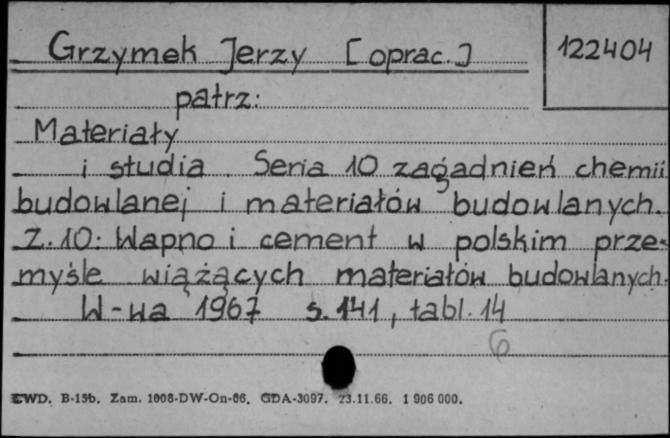 Grzymek Jerzy [oprac.]
122404
patrz:
Materiały
i studia. Seria 10 zagadnień chemii
budowlanej i materiałów budowlanych.
Z.10: Wapno i cement w polskim prze-
myśle wiążących materiałów budowlanych.
W-wa 1967 s. 141, tabl. 14
6
CWD. B-15b. Zam. 1008-DW-On-66. GDA-3097. 23.11.66. 1 906 000.